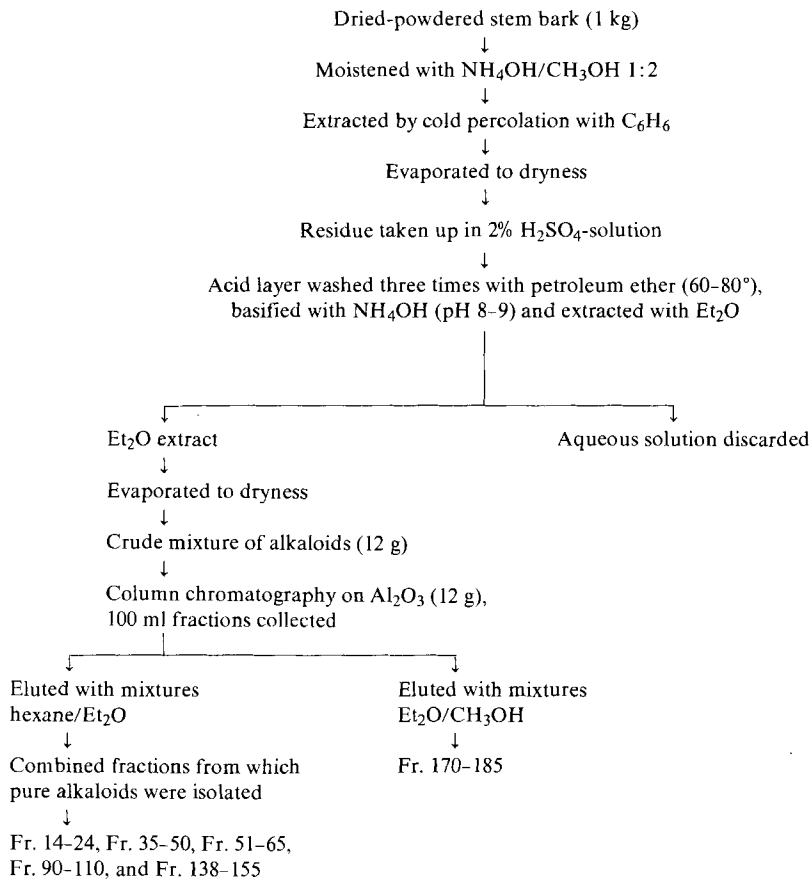 Dried-powdered stem bark (1 kg)
↓
Moistened with NH₄OH/CH₃OH 1:2
↓
Extracted by cold percolation with C₆H₆
↓
Evaporated to dryness
↓
Residue taken up in 2% H₂SO₄-solution
↓
Acid layer washed three times with petroleum ether (60–80°),
basified with NH₄OH (pH 8–9) and extracted with Et₂O
Et₂O extract
Aqueous solution discarded
↓
Evaporated to dryness
↓
Crude mixture of alkaloids (12 g)
↓
Column chromatography on Al₂O₃ (12 g),
100 ml fractions collected
Eluted with mixtures
hexane/Et₂O
↓
Combined fractions from which
pure alkaloids were isolated
↓
Fr. 14–24, Fr. 35–50, Fr. 51–65,
Fr. 90–110, and Fr. 138–155
Eluted with mixtures
Et₂O/CH₃OH
↓
Fr. 170–185